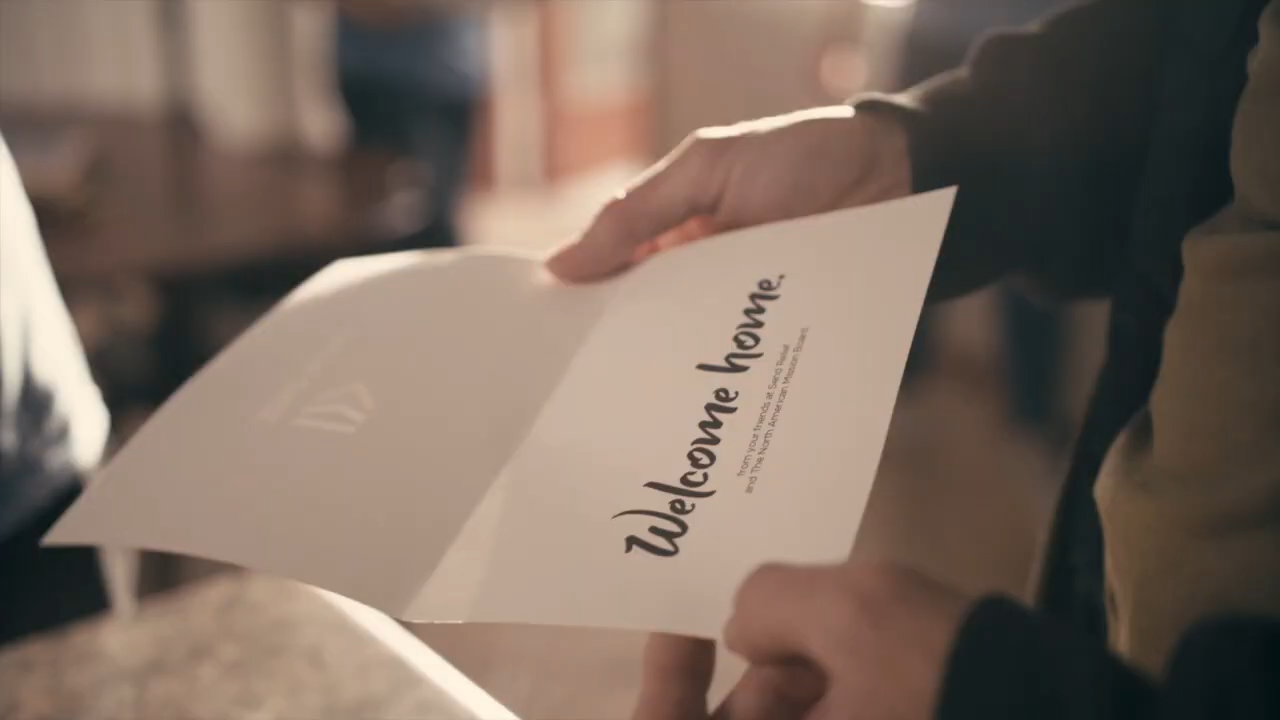 Welcome home.
from your friends at Send Relief
and The North American Mission Board